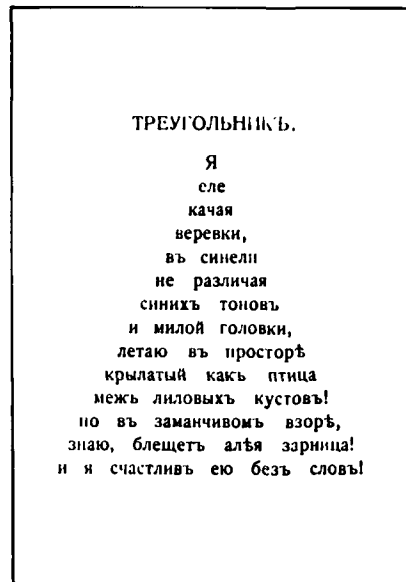 ТРЕУГОЛЬНИКЪ.
Я
еле
качая
веревки,
въ синели
не различая
синихъ тоновъ
и милой головки,
летаю въ просторѣ
крылатый какъ птица
межъ лиловыхъ кустовъ!
но въ заманчивомъ взорѣ,
знаю, блещетъ алѣя зарница!
и я счастливъ ею безъ словъ!